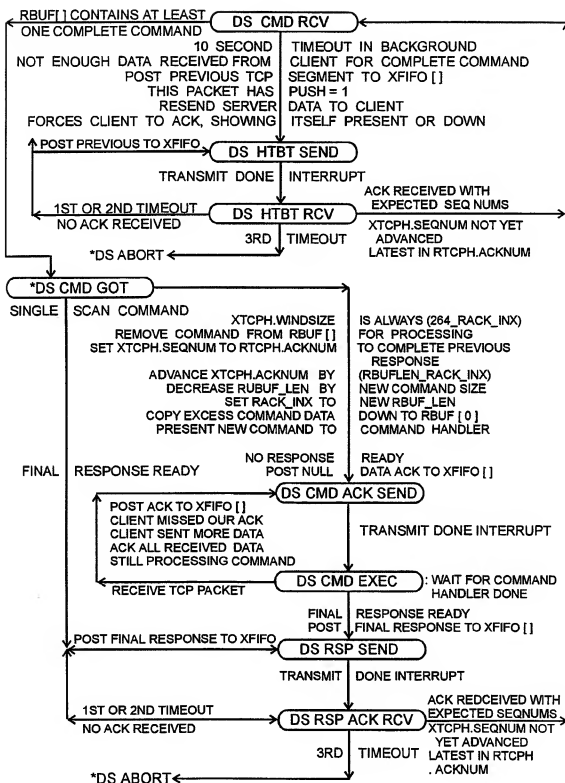 RBUF[ ] CONTAINS AT LEAST
ONE COMPLETE COMMAND
DS CMD RCV
10 SECOND TIMEOUT IN BACKGROUND
NOT ENOUGH DATA RECEIVED FROM CLIENT FOR COMPLETE COMMAND
POST PREVIOUS TCP SEGMENT TO XFIFO [ ]
THIS PACKET HAS PUSH = 1
RESEND SERVER DATA TO CLIENT
FORCES CLIENT TO ACK, SHOWING ITSELF PRESENT OR DOWN
POST PREVIOUS TO XFIFO
DS HTBT SEND
TRANSMIT DONE INTERRUPT
1ST OR 2ND TIMEOUT
NO ACK RECEIVED
DS HTBT RCV
ACK RECEIVED WITH
EXPECTED SEQ NUMS
XTCPH.SEQNUM NOT YET
ADVANCED
LATEST IN RTCPH.ACKNUM
3RD TIMEOUT
*DS ABORT
*DS CMD GOT
SINGLE SCAN COMMAND
XTCPH.WINDSIZE IS ALWAYS (264_RACK_INX)
REMOVE COMMAND FROM RBUF [ ] FOR PROCESSING
SET XTCPH.SEQNUM TO RTCPH.ACKNUM TO COMPLETE PREVIOUS
RESPONSE
ADVANCE XTCPH.ACKNUM BY (RBUFLEN_RACK_INX)
DECREASE RUBUF_LEN BY NEW COMMAND SIZE
SET RACK_INX TO NEW RBUF_LEN
COPY EXCESS COMMAND DATA DOWN TO RBUF [ 0 ]
PRESENT NEW COMMAND TO COMMAND HANDLER
FINAL RESPONSE READY
NO RESPONSE READY
POST NULL DATA ACK TO XFIFO [ ]
DS CMD ACK SEND
POST ACK TO XFIFO [ ]
CLIENT MISSED OUR ACK
CLIENT SENT MORE DATA
ACK ALL RECEIVED DATA
STILL PROCESSING COMMAND
TRANSMIT DONE INTERRUPT
RECEIVE TCP PACKET
DS CMD EXEC
: WAIT FOR COMMAND
HANDLER DONE
FINAL RESPONSE READY
POST FINAL RESPONSE TO XFIFO [ ]
POST FINAL RESPONSE TO XFIFO
DS RSP SEND
TRANSMIT DONE INTERRUPT
1ST OR 2ND TIMEOUT
NO ACK RECEIVED
DS RSP ACK RCV
ACK REDCEIVED WITH
EXPECTED SEQNUMS
XTCPH.SEQNUM NOT
YET ADVANCED
LATEST IN RTCPH
. ACKNUM
3RD TIMEOUT
*DS ABORT